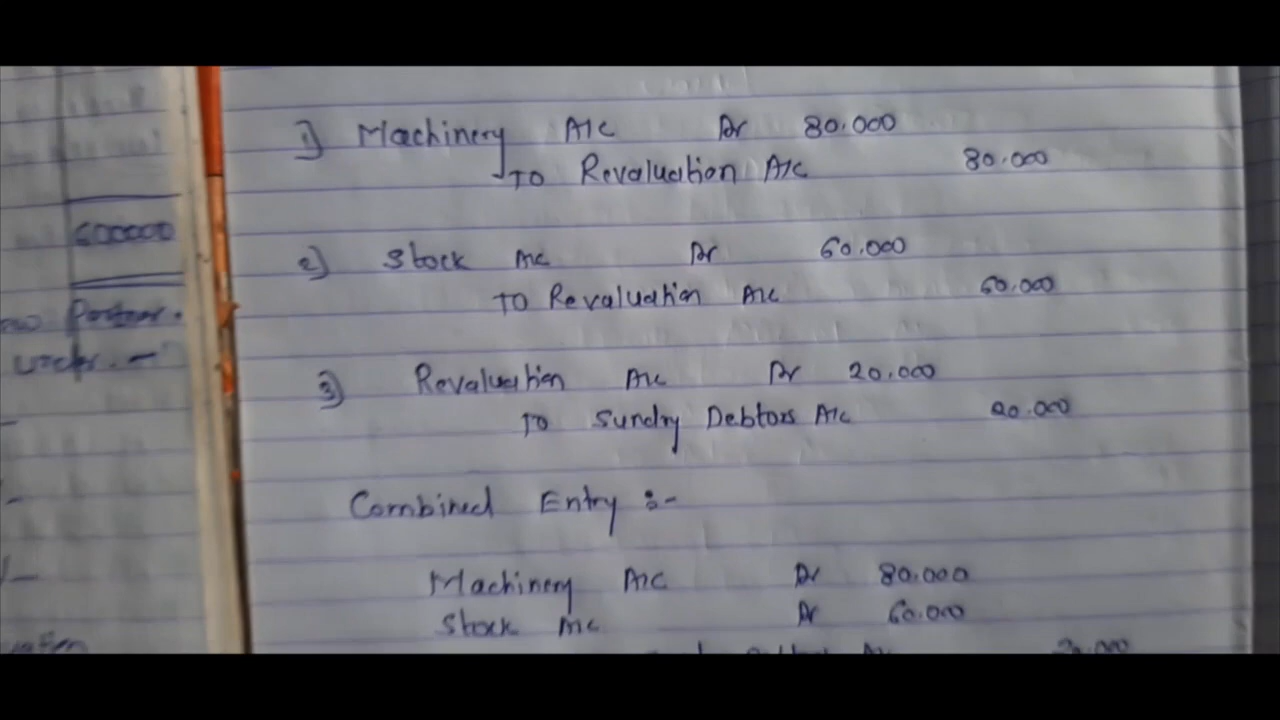 600000
1) Machinery A/c Dr 80.000
To Revaluation A/c 80.000
2) Stock A/c Dr 60.000
To Revaluation A/c 60.000
3) Revaluation A/c Dr 20.000
To Sundry Debtors A/c 20.000
Combined Entry :-
Machinery A/c Dr 80.000
Stock A/c Dr 60.000
20.000